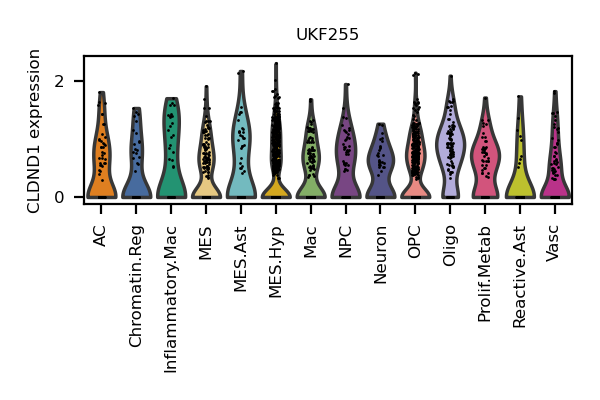 UKF255
CLDND1 expression
2
0
AC
Chromatin.Reg
Inflammatory.Mac
MES
MES.Ast
MES.Hyp
Mac
NPC
Neuron
OPC
Oligo
Prolif.Metab
Reactive.Ast
Vasc